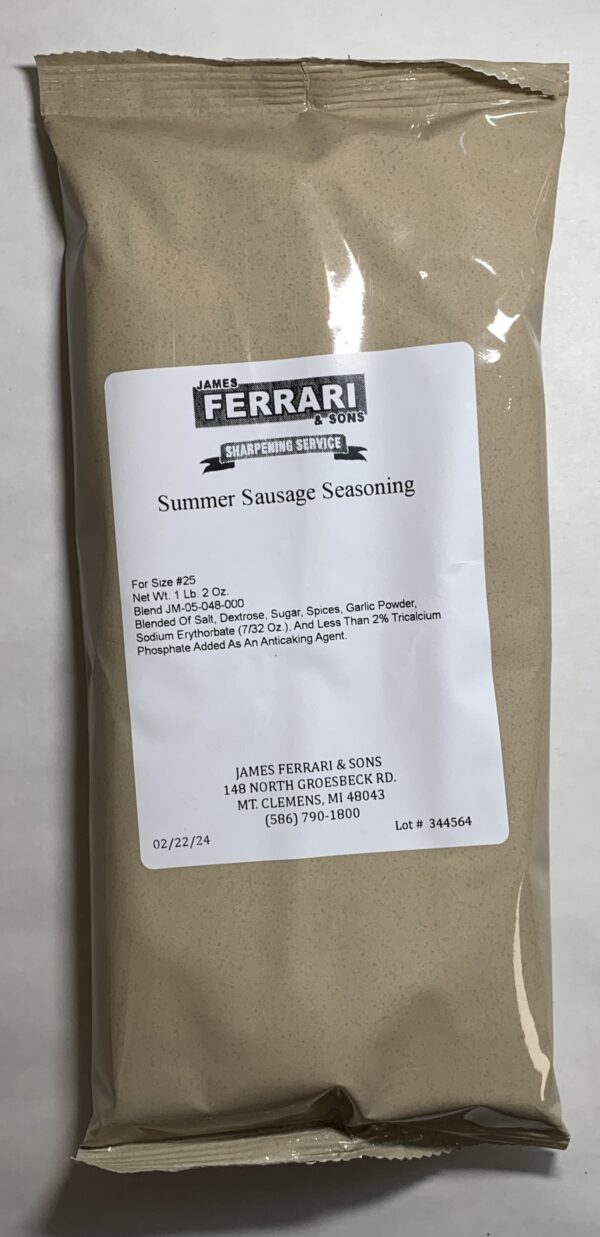 JAMES
FERRARI
& SONS
SHARPENING SERVICE
Summer Sausage Seasoning
For Size #25
Net Wt. 1 Lb. 2 Oz.
Blend JM-05-048-000
Blended Of Salt, Dextrose, Sugar, Spices, Garlic Powder,
Sodium Erythorbate (7/32 Oz.), And Less Than 2% Tricalcium
Phosphate Added As An Anticaking Agent.
JAMES FERRARI & SONS
148 NORTH GROESBECK RD.
MT. CLEMENS, MI 48043
(586) 790-1800
02/22/24
Lot # 344564